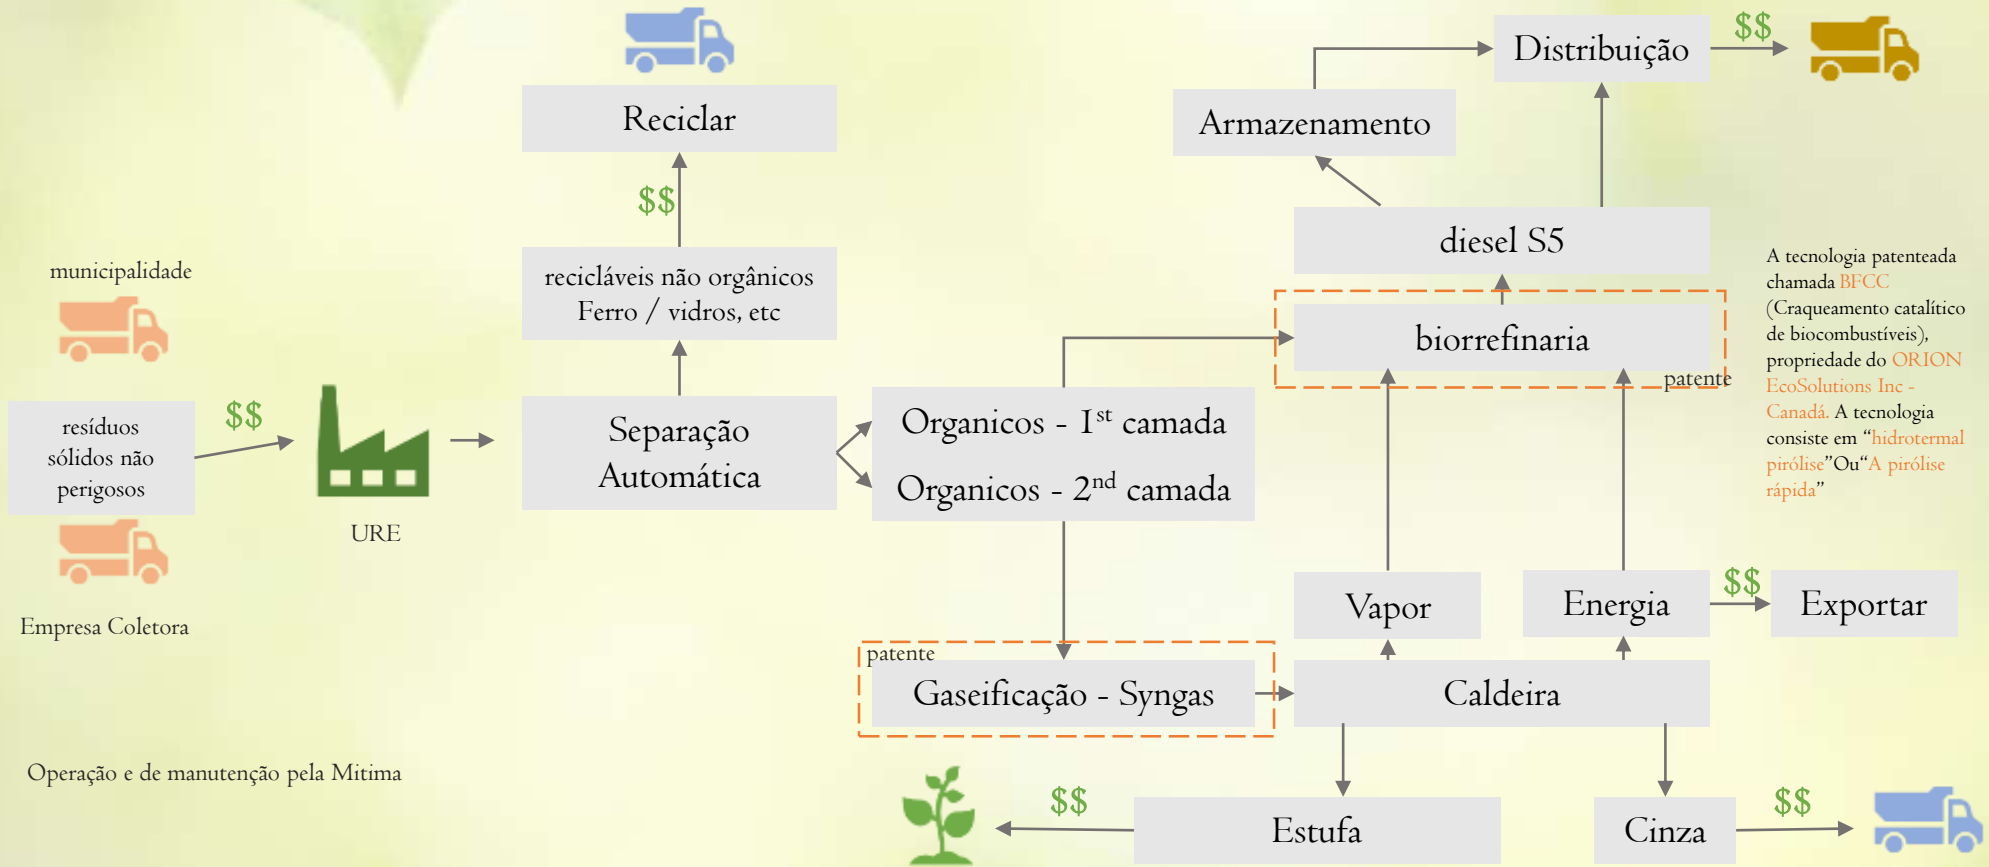 municipalidade
resíduos
sólidos não
perigosos
Empresa Coletora
$$
URE
Reciclar
$$
recicláveis não orgânicos
Ferro / vidros, etc
Separação
Automática
Organicos - 1st camada
Organicos - 2nd camada
patente
Gaseificação - Syngas
Distribuição
$$
Armazenamento
diesel S5
biorrefinaria
patente
A tecnologia patenteada
chamada BFCC
(Craqueamento catalítico
de biocombustíveis),
propriedade do ORION
EcoSolutions Inc -
Canadá. A tecnologia
consiste em “hidrotermal
pirólise”Ou“A pirólise
rápida”
Vapor
Energia
$$
Exportar
Caldeira
Operação e de manutenção pela Mitima
$$
Estufa
Cinza
$$